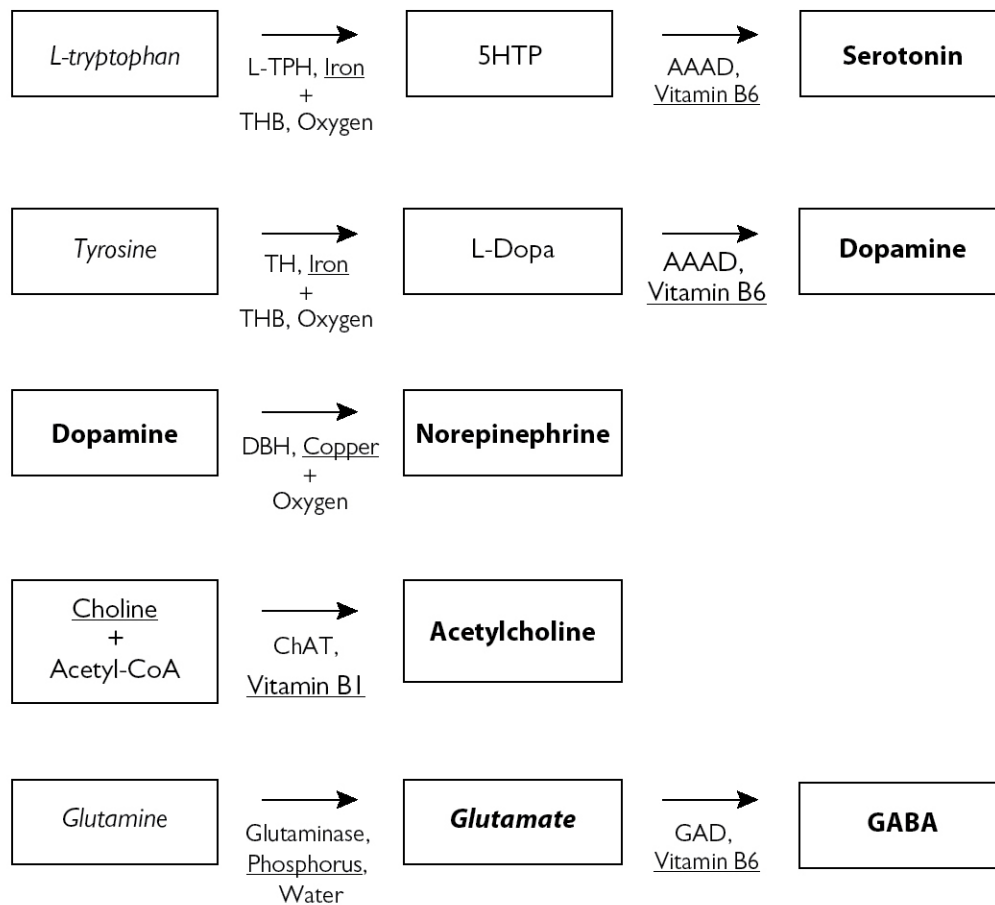 L-tryptophan
L-TPH, Iron
+
THB, Oxygen
5HTP
AAAD,
Vitamin B6
Serotonin
Tyrosine
TH, Iron
+
THB, Oxygen
L-Dopa
AAAD,
Vitamin B6
Dopamine
Dopamine
DBH, Copper
+
Oxygen
Norepinephrine
Choline
+
Acetyl-CoA
ChAT,
Vitamin B1
Acetylcholine
Glutamine
Glutaminase,
Phosphorus,
Water
Glutamate
GAD,
Vitamin B6
GABA